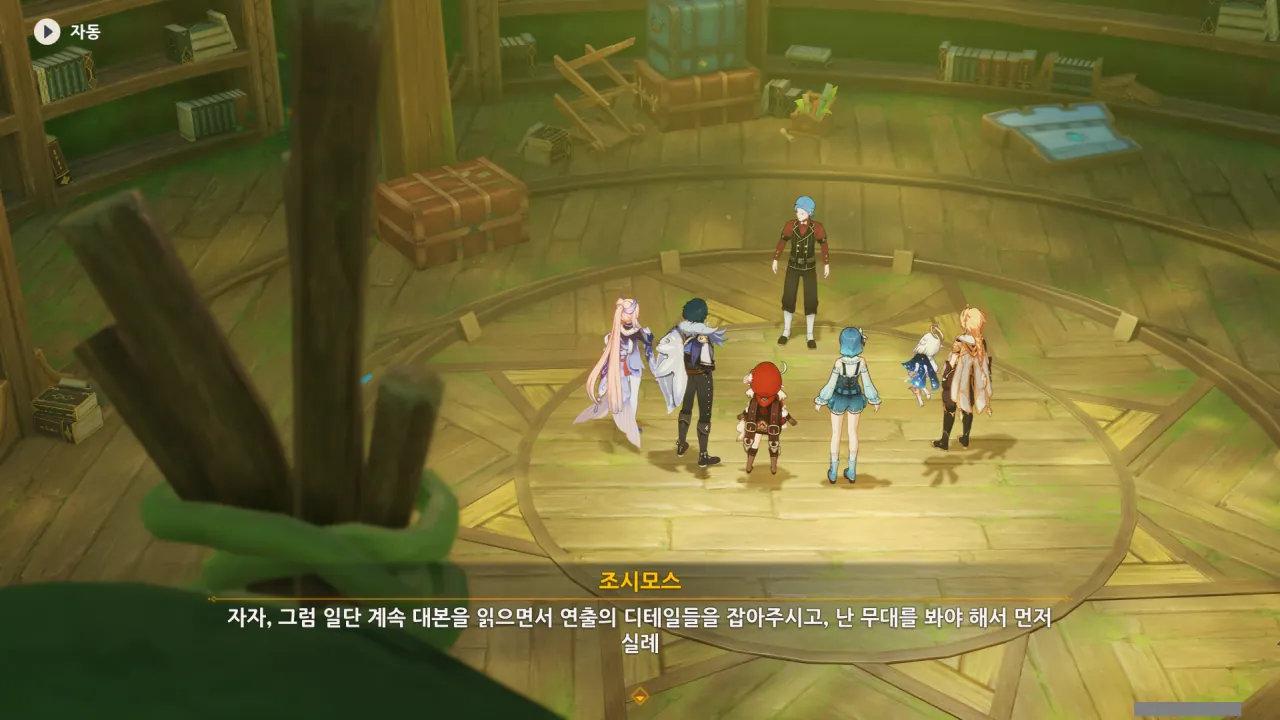 자동
조시모스
자자, 그럼 일단 계속 대본을 읽으면서 연출의 디테일들을 잡아주시고, 난 무대를 봐야 해서 먼저
실례